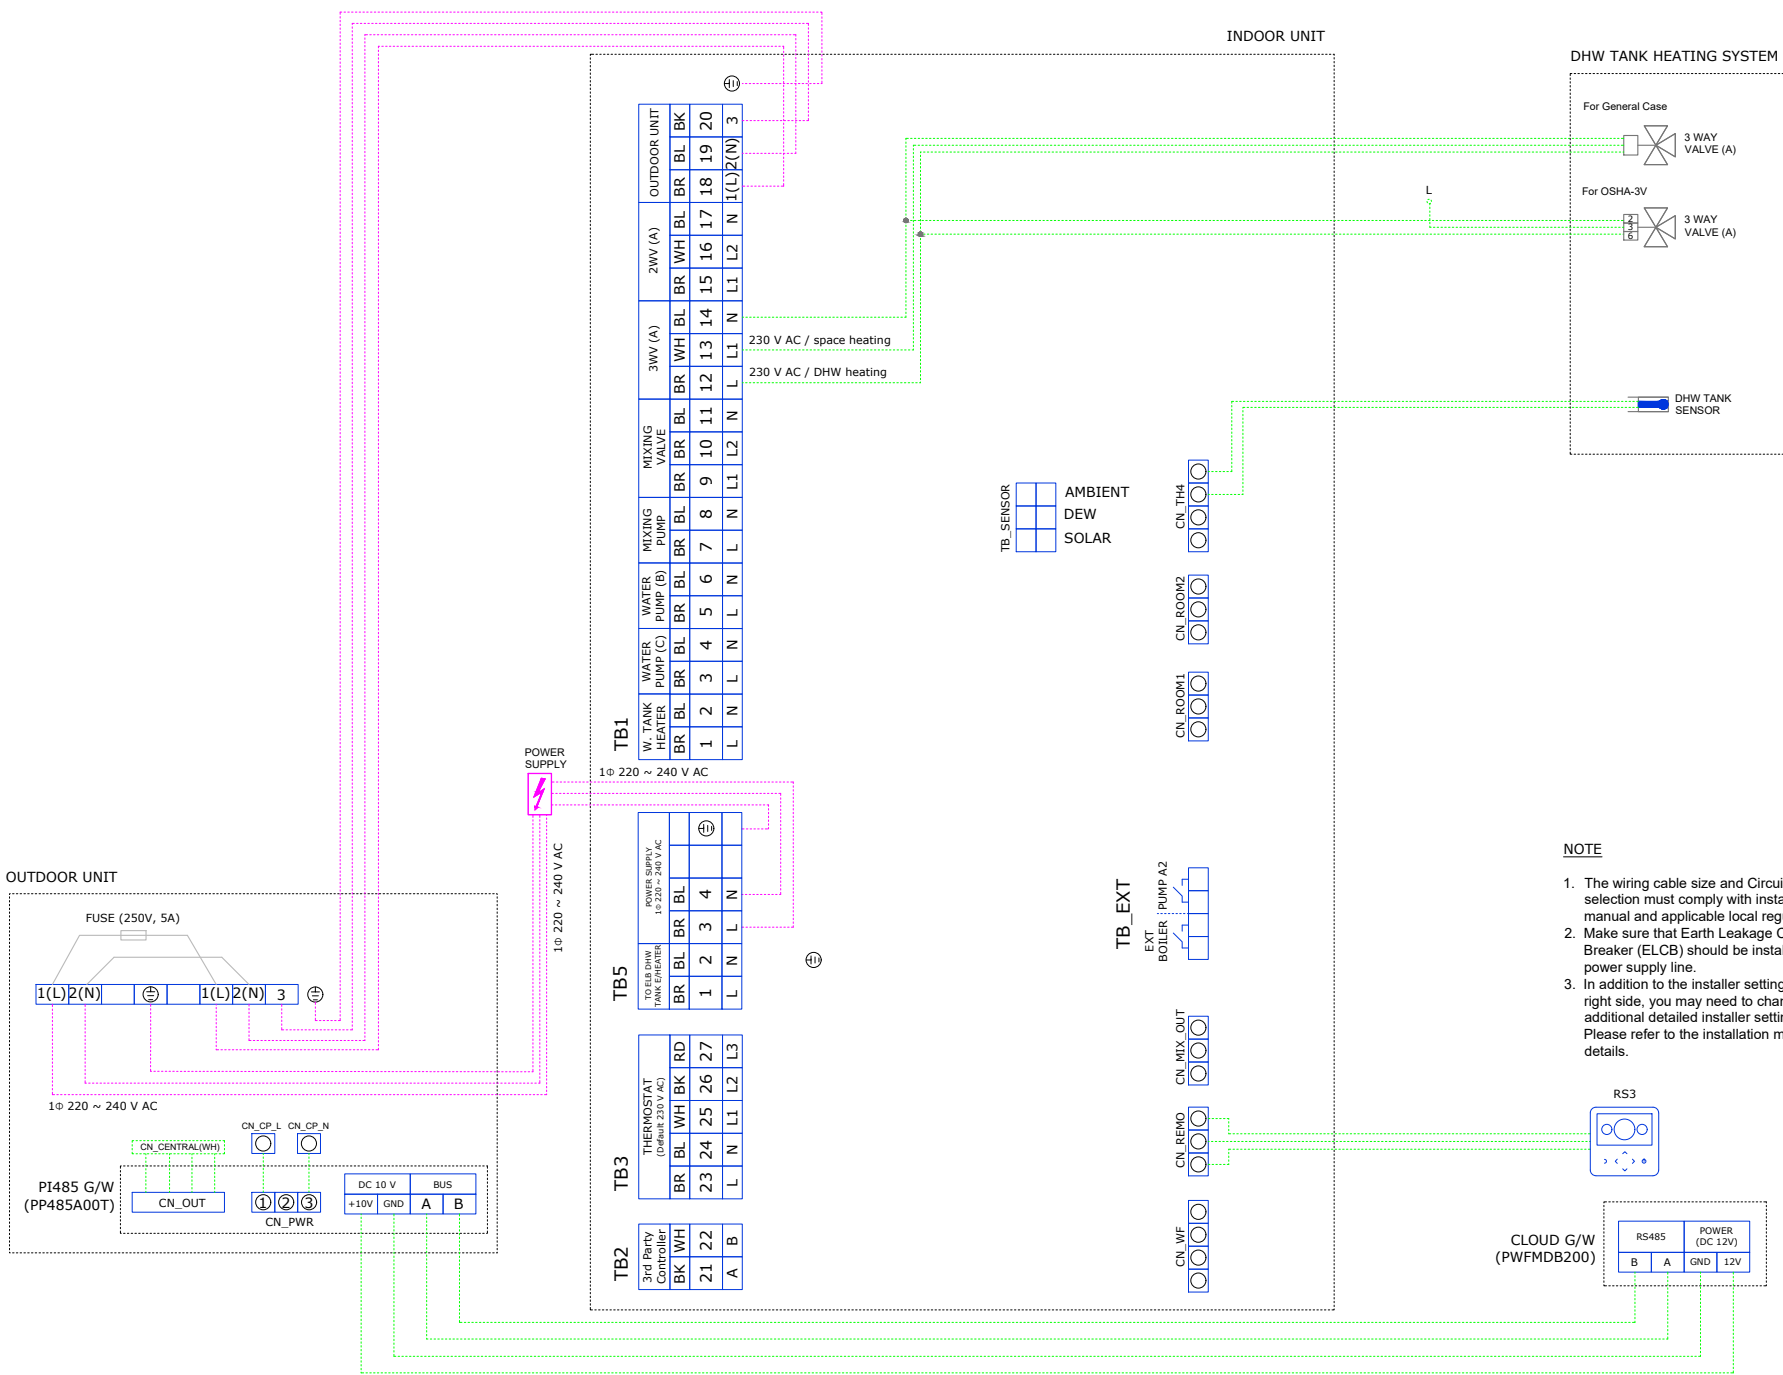 INDOOR UNIT
DHW TANK HEATING SYSTEM
For General Case
3 WAY
VALVE (A)
For OSHA-3V
L
2
3
6
3 WAY
VALVE (A)
DHW TANK
SENSOR
TB1
OUTDOOR UNIT
BK 20 3
BL 19 2(N)
BR 18 1(L)
2WV (A)
BL 17 N
WH 16 L2
BR 15 L1
3WV (A)
BL 14 N
WH 13 L1
BR 12 L
230 V AC / space heating
230 V AC / DHW heating
MIXING
VALVE
BL 11 N
BR 10 L2
BR 9 L1
MIXING
PUMP
BL 8 N
BR 7 L
WATER
PUMP (B)
BL 6 N
BR 5 L
WATER
PUMP (C)
BL 4 N
BR 3 L
W. TANK
HEATER
BL 2 N
BR 1 L
TB_SENSOR
AMBIENT
DEW
SOLAR
CN_TH4
CN_ROOM2
CN_ROOM1
POWER
SUPPLY
1Φ 220 ~ 240 V AC
1Φ 220 ~ 240 V AC
TB5
POWER SUPPLY
1Φ 220 ~ 240 V AC
BL 4 N
BR 3 L
TO ELB DHW
TANK E/HEATER
BL 2 N
BR 1 L
TB_EXT
PUMP A2
EXT
BOILER
CN_MIX_OUT
CN_REMO
CN_WF
TB3
THERMOSTAT
(Default 230 V AC)
RD 27 L3
BK 26 L2
WH 25 L1
BL 24 N
BR 23 L
TB2
3rd Party
Controller
WH 22 B
BK 21 A
OUTDOOR UNIT
FUSE (250V, 5A)
1(L) 2(N) 1(L) 2(N) 3
1Φ 220 ~ 240 V AC
CN_CENTRAL(WH)
CN_CP_L
CN_CP_N
PI485 G/W
(PP485A00T)
CN_OUT
1 2 3
CN_PWR
DC 10 V BUS
+10V GND A B
NOTE
1. The wiring cable size and Circui
selection must comply with insta
manual and applicable local regu
2. Make sure that Earth Leakage C
Breaker (ELCB) should be instal
power supply line.
3. In addition to the installer setting
right side, you may need to char
additional detailed installer settin
Please refer to the installation m
details.
RS3
CLOUD G/W
(PWFMDB200)
RS485
POWER
(DC 12V)
B A GND 12V